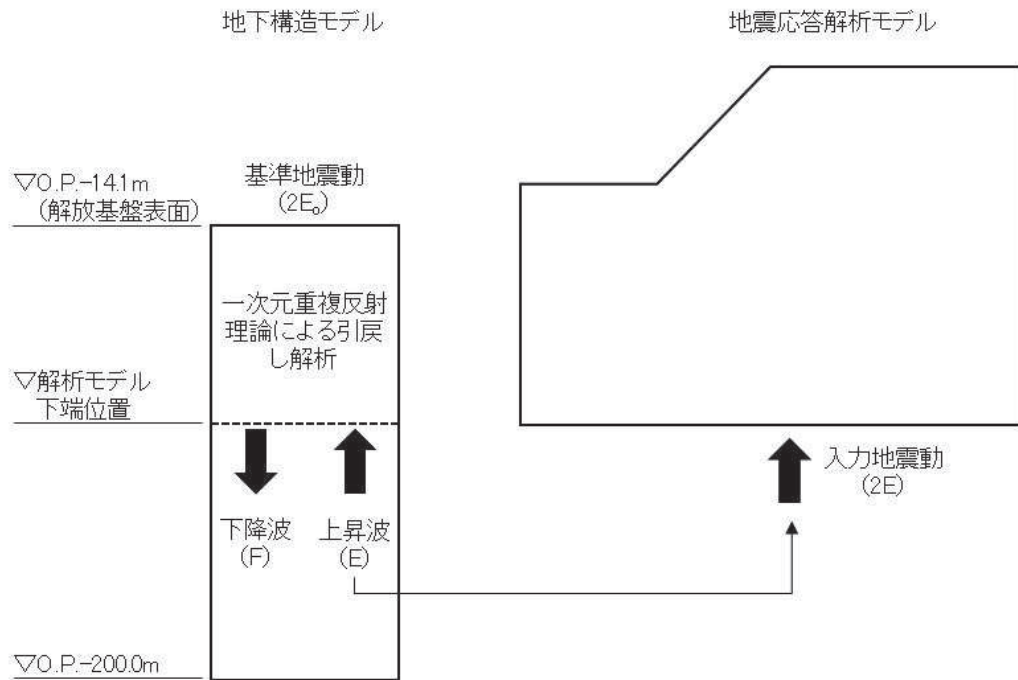 地下構造モデル
地震応答解析モデル
▽O.P.-14.1m
(解放基盤表面)
基準地震動
(2E₀)
一次元重複反射
理論による引戻
し解析
▽解析モデル
下端位置
下降波
(F)
上昇波
(E)
入力地震動
(2E)
▽O.P.-200.0m